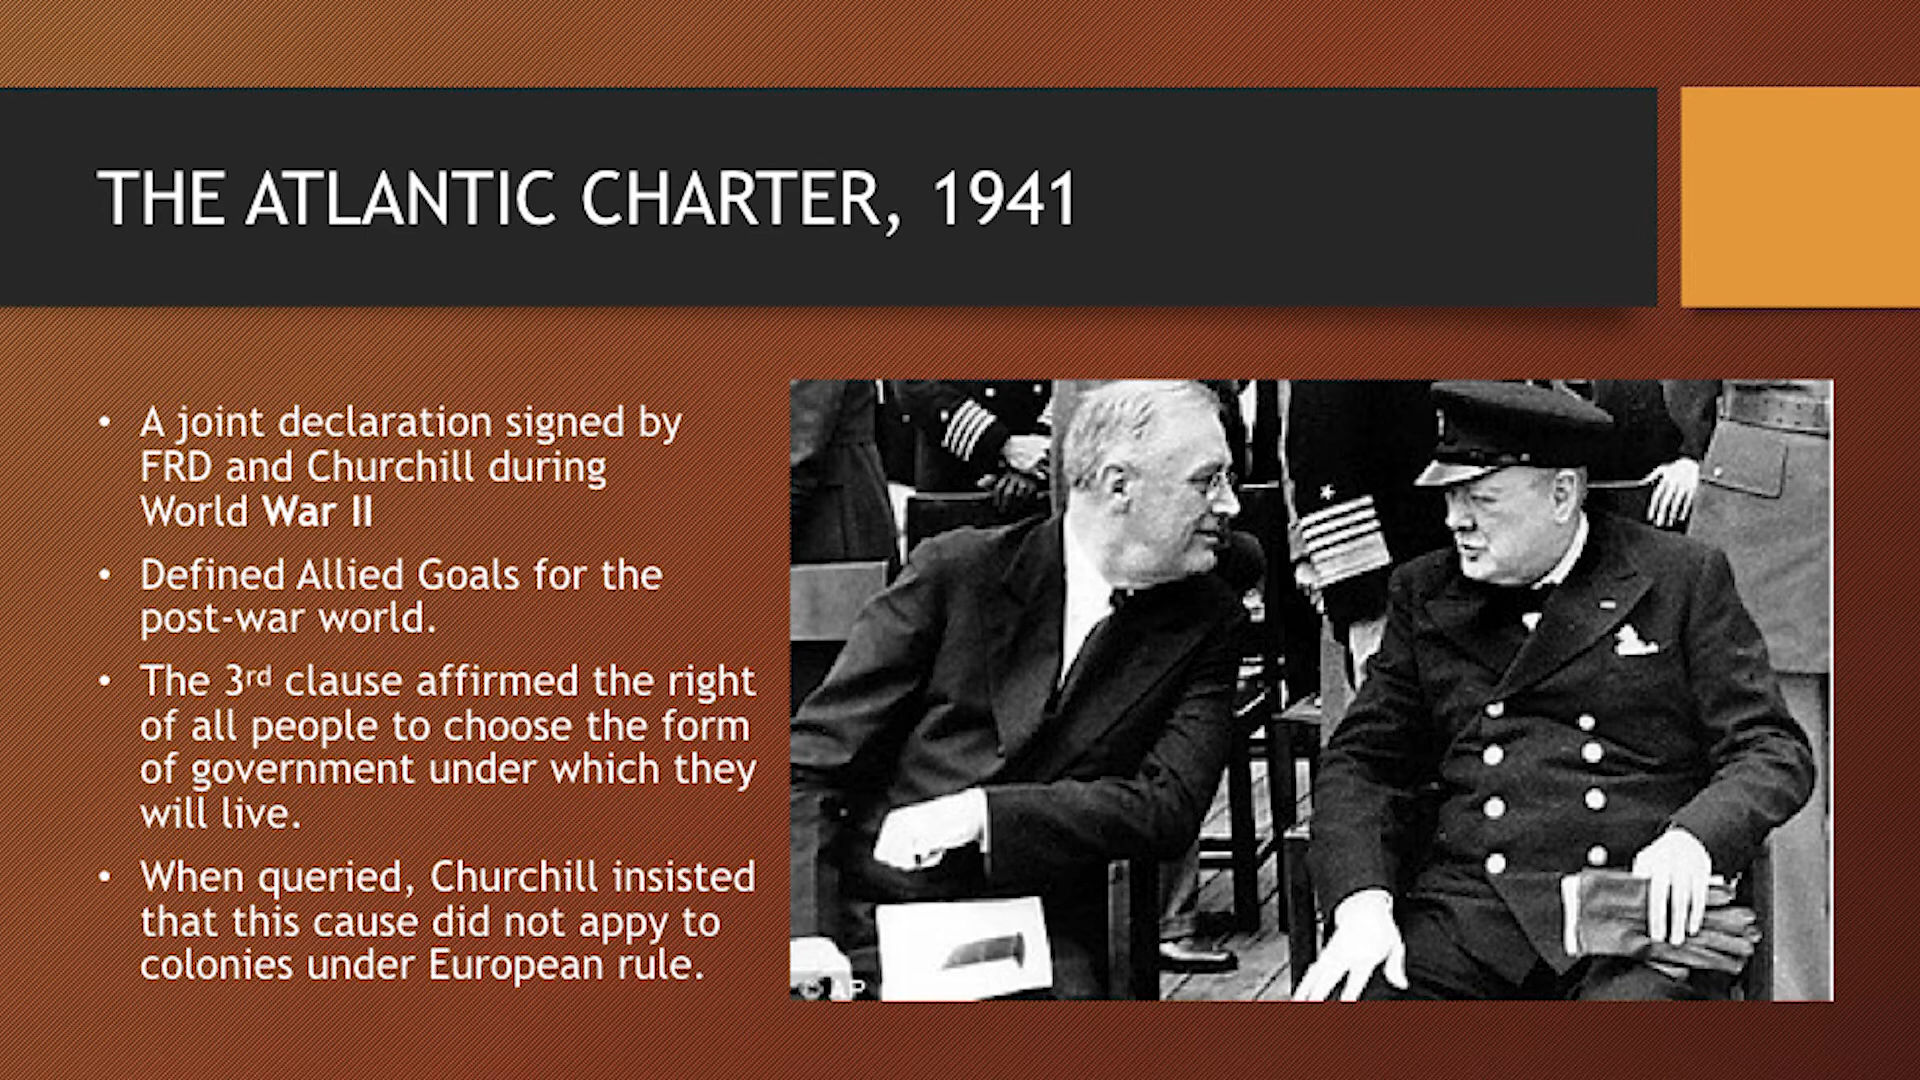 THE ATLANTIC CHARTER, 1941
• A joint declaration signed by
FRD and Churchill during
World War II
• Defined Allied Goals for the
post-war world.
• The 3rd clause affirmed the right
of all people to choose the form
of government under which they
will live.
• When queried, Churchill insisted
that this cause did not appy to
colonies under European rule.
© AP